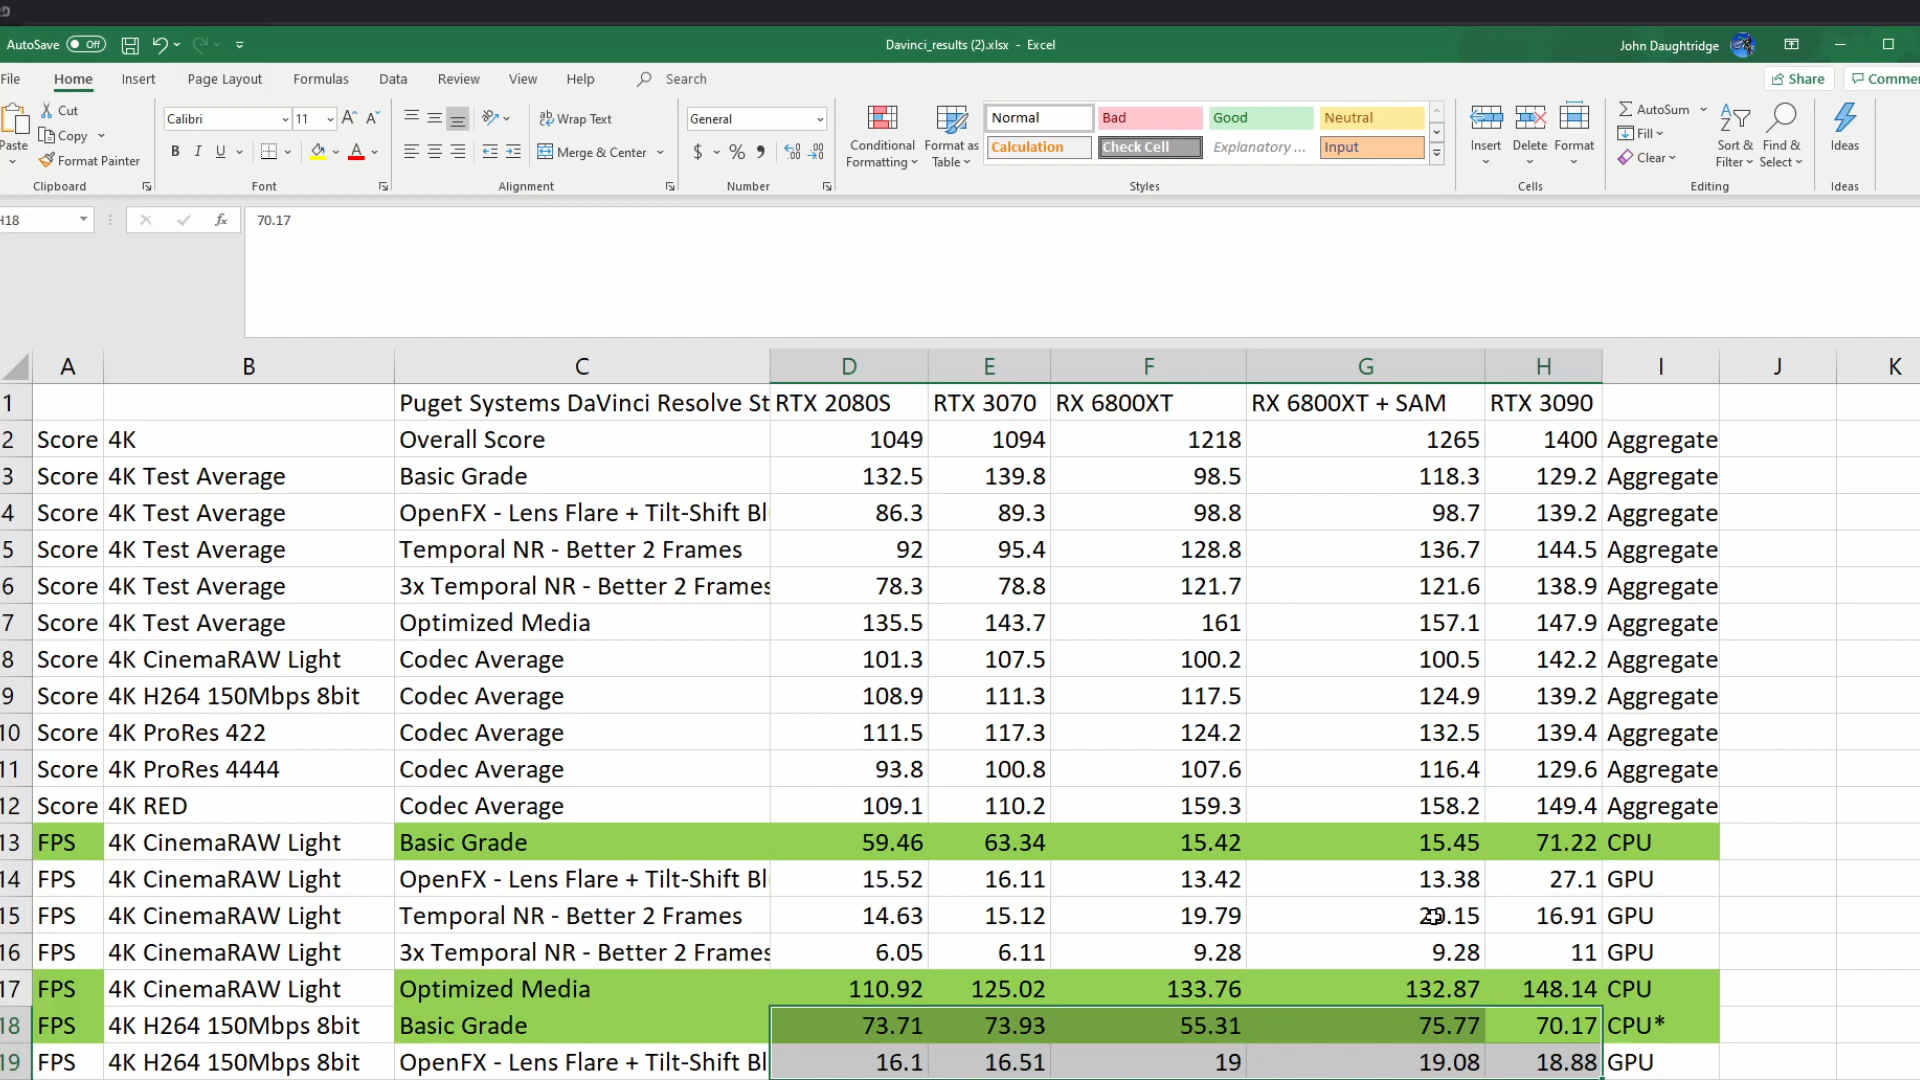 AutoSave Off Davinci_results (2).xlsx - Excel John Daughtridge
File Home Insert Page Layout Formulas Data Review View Help Search Share
Cut Calibri 11 Wrap Text General Normal Bad Good Neutral AutoSum
Copy Fill
Format Painter B I U Merge & Center $ % Conditional Formatting Format as Table Calculation Check Cell Explanatory ... Input Insert Delete Format Clear Sort & Filter Find & Select Ideas
Clipboard Font Alignment Number Styles Cells Editing Ideas
H18 fx 70.17
A B C D E F G H I J K
1 Puget Systems DaVinci Resolve St RTX 2080S RTX 3070 RX 6800XT RX 6800XT + SAM RTX 3090
2 Score 4K Overall Score 1049 1094 1218 1265 1400 Aggregate
3 Score 4K Test Average Basic Grade 132.5 139.8 98.5 118.3 129.2 Aggregate
4 Score 4K Test Average OpenFX - Lens Flare + Tilt-Shift Bl 86.3 89.3 98.8 98.7 139.2 Aggregate
5 Score 4K Test Average Temporal NR - Better 2 Frames 92 95.4 128.8 136.7 144.5 Aggregate
6 Score 4K Test Average 3x Temporal NR - Better 2 Frames 78.3 78.8 121.7 121.6 138.9 Aggregate
7 Score 4K Test Average Optimized Media 135.5 143.7 161 157.1 147.9 Aggregate
8 Score 4K CinemaRAW Light Codec Average 101.3 107.5 100.2 100.5 142.2 Aggregate
9 Score 4K H264 150Mbps 8bit Codec Average 108.9 111.3 117.5 124.9 139.2 Aggregate
10 Score 4K ProRes 422 Codec Average 111.5 117.3 124.2 132.5 139.4 Aggregate
11 Score 4K ProRes 4444 Codec Average 93.8 100.8 107.6 116.4 129.6 Aggregate
12 Score 4K RED Codec Average 109.1 110.2 159.3 158.2 149.4 Aggregate
13 FPS 4K CinemaRAW Light Basic Grade 59.46 63.34 15.42 15.45 71.22 CPU
14 FPS 4K CinemaRAW Light OpenFX - Lens Flare + Tilt-Shift Bl 15.52 16.11 13.42 13.38 27.1 GPU
15 FPS 4K CinemaRAW Light Temporal NR - Better 2 Frames 14.63 15.12 19.79 16.91 GPU
16 FPS 4K CinemaRAW Light 3x Temporal NR - Better 2 Frames 6.05 6.11 9.28 9.28 11 GPU
17 FPS 4K CinemaRAW Light Optimized Media 110.92 125.02 133.76 132.87 148.14 CPU
18 FPS 4K H264 150Mbps 8bit Basic Grade 73.71 73.93 55.31 75.77 70.17 CPU*
19 FPS 4K H264 150Mbps 8bit OpenFX - Lens Flare + Tilt-Shift Bl 16.1 16.51 19 19.08 18.88 GPU